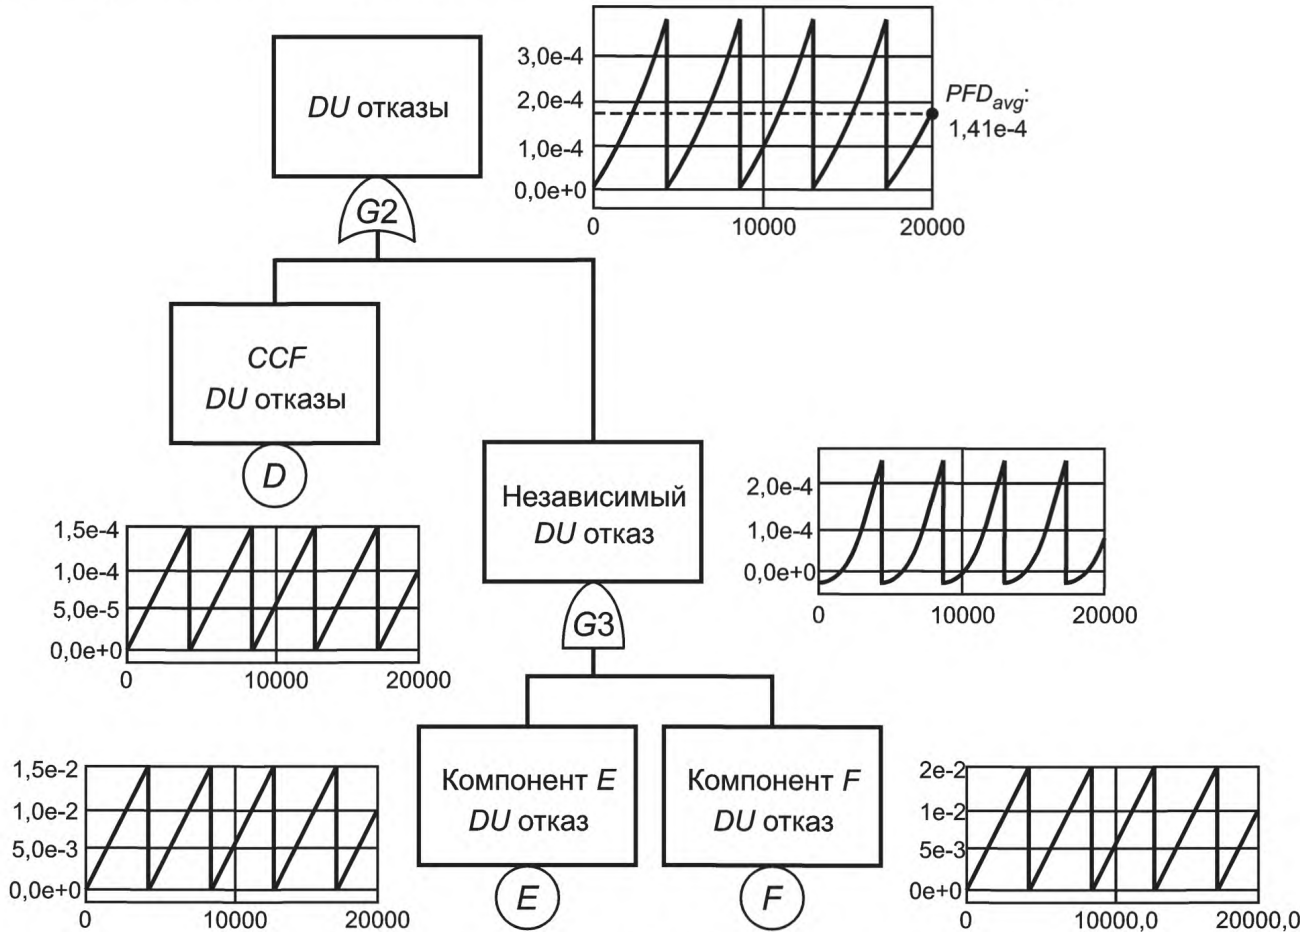 DU отказы
3,0e-4
2,0e-4
1,0e-4
0,0e+0
0
10000
20000
PFDavg:
1,41e-4
G2
CCF
DU отказы
D
1,5e-4
1,0e-4
5,0e-5
0,0e+0
0
10000
20000
Независимый
DU отказ
G3
2,0e-4
1,0e-4
0,0e+0
0
10000
20000
1,5e-2
1,0e-2
5,0e-3
0,0e+0
0
10000
20000
Компонент E
DU отказ
E
Компонент F
DU отказ
F
2e-2
1e-2
5e-3
0e+0
0
10000,0
20000,0